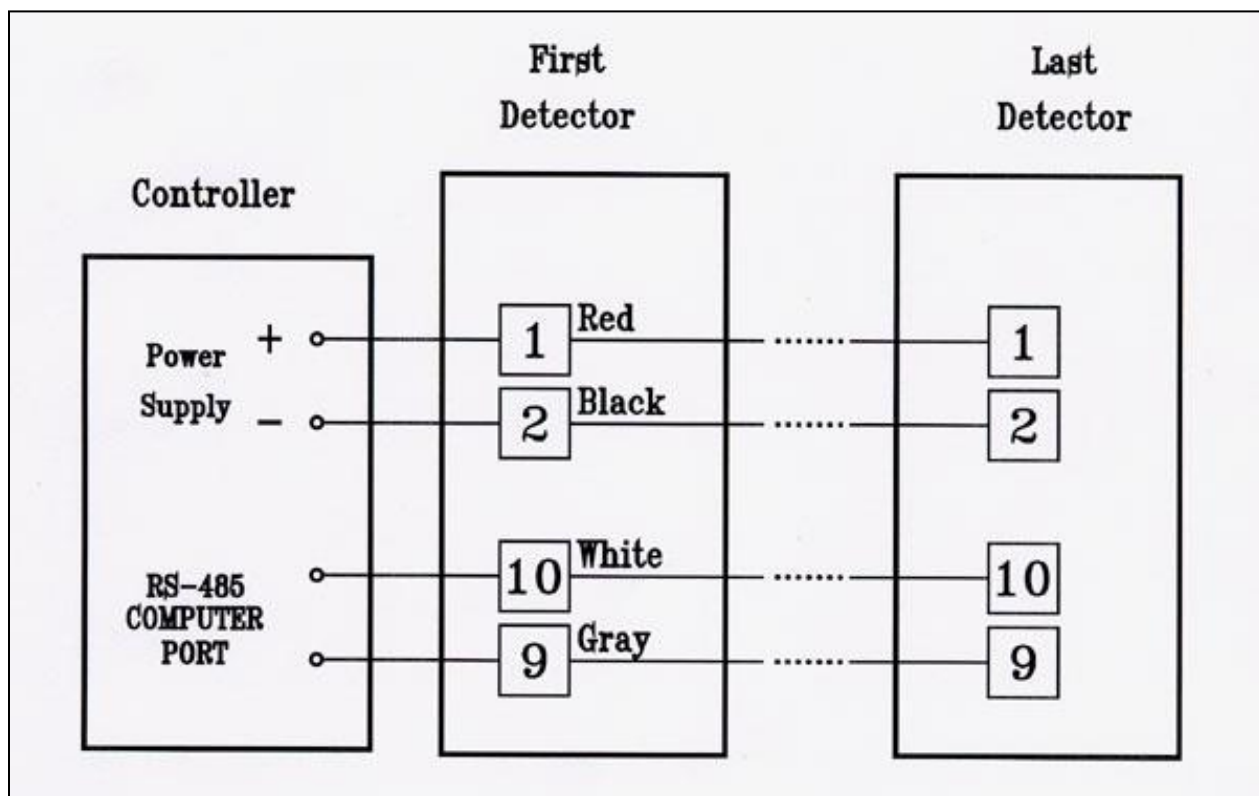 First
Detector
Last
Detector
Controller
Power
Supply
+
−
RS-485
COMPUTER
PORT
1 Red
2 Black
10 White
9 Gray
1
2
10
9